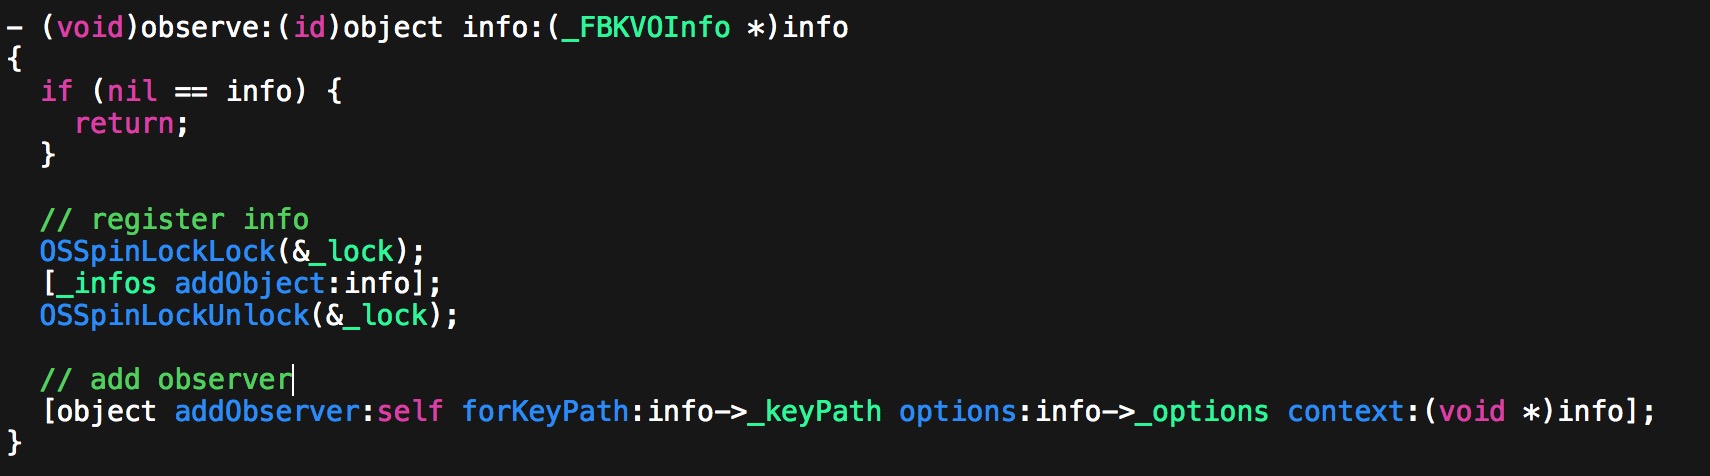 - (void)observe:(id)object info:(_FBKVOInfo *)info
{
  if (nil == info) {
    return;
  }

  // register info
  OSSpinLockLock(&_lock);
  [_infos addObject:info];
  OSSpinLockUnlock(&_lock);

  // add observer
  [object addObserver:self forKeyPath:info->_keyPath options:info->_options context:(void *)info];
}